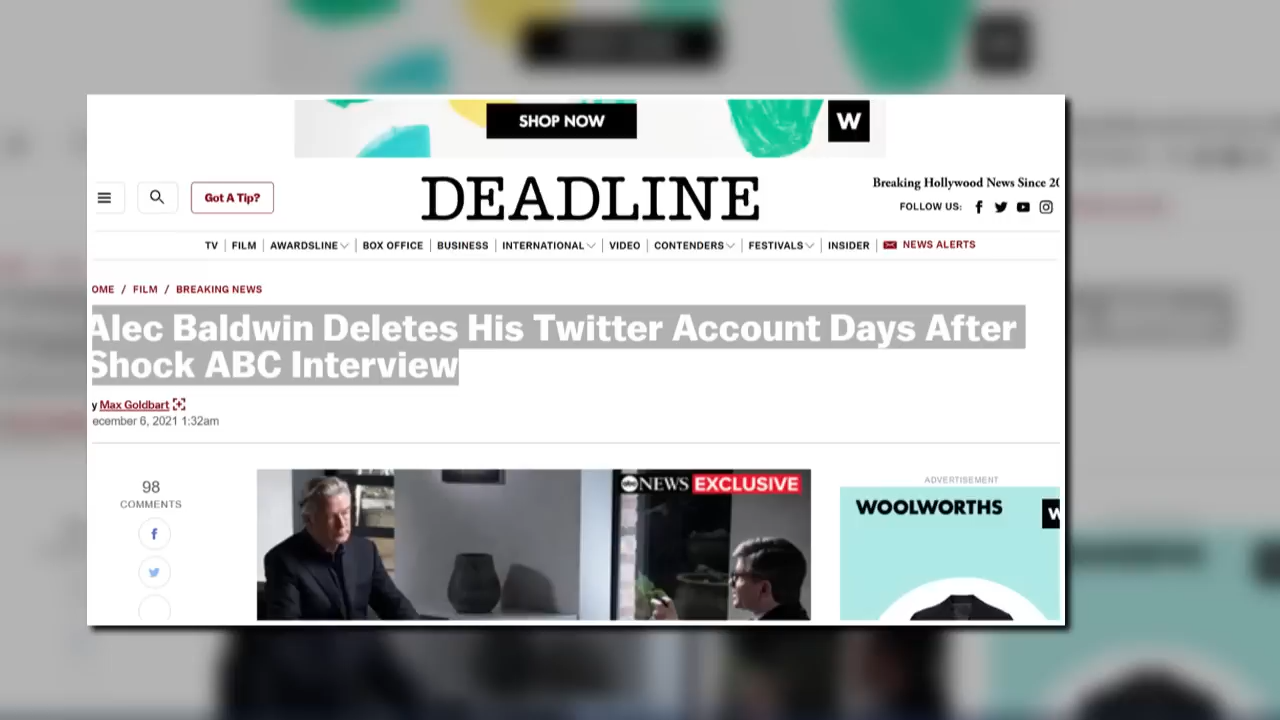 SHOP NOW
W
Got A Tip?
DEADLINE
Breaking Hollywood News Since 20
FOLLOW US:
TV FILM AWARDSLINE BOX OFFICE BUSINESS INTERNATIONAL VIDEO CONTENDERS FESTIVALS INSIDER NEWS ALERTS
OME / FILM / BREAKING NEWS
Alec Baldwin Deletes His Twitter Account Days After
Shock ABC Interview
y Max Goldbart
ecember 6, 2021 1:32am
98
COMMENTS
abc NEWS EXCLUSIVE
ADVERTISEMENT
WOOLWORTHS
W